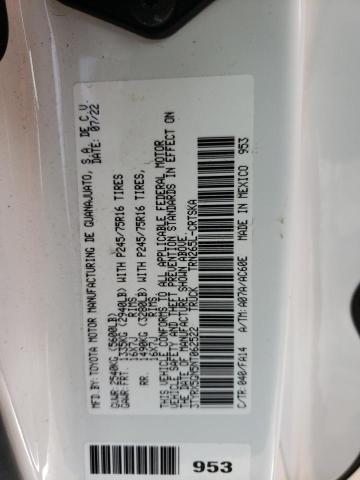 MFD.BY:TOYOTA MOTOR MANUFACTURING DE GUANAJUATO, S.A. DE C.V.
DATE: 07/22
GVWR 2540KG (5600LB)
GAWR FRT. 1335KG (2940LB) WITH P245/75R16 TIRES
16X7J RIMS
RR. 1490KG (3280LB) WITH P245/75R16 TIRES,
RIMS
THIS VEHICLE CONFORMS TO ALL APPLICABLE FEDERAL MOTOR
VEHICLE SAFETY AND THEFT PREVENTION STANDARDS IN EFFECT ON
THE DATE OF MANUFACTURE SHOWN ABOVE.
TRUCK TRN265L-CRTSKA
C/TR:040/FA14 A/TM:A07A/AC60E MADE IN MEXICO 953
953